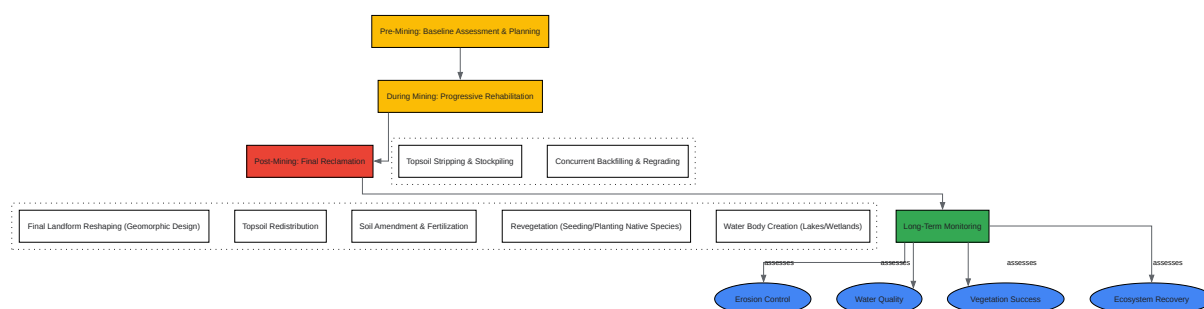 Pre-Mining: Baseline Assessment & Planning
During Mining: Progressive Rehabilitation
Post-Mining: Final Reclamation
Topsoil Stripping & Stockpiling
Concurrent Backfilling & Regrading
Final Landform Reshaping (Geomorphic Design)
Topsoil Redistribution
Soil Amendment & Fertilization
Revegetation (Seeding/Planting Native Species)
Water Body Creation (Lakes/Wetlands)
Long-Term Monitoring
assesses
assesses
assesses
assesses
Erosion Control
Water Quality
Vegetation Success
Ecosystem Recovery